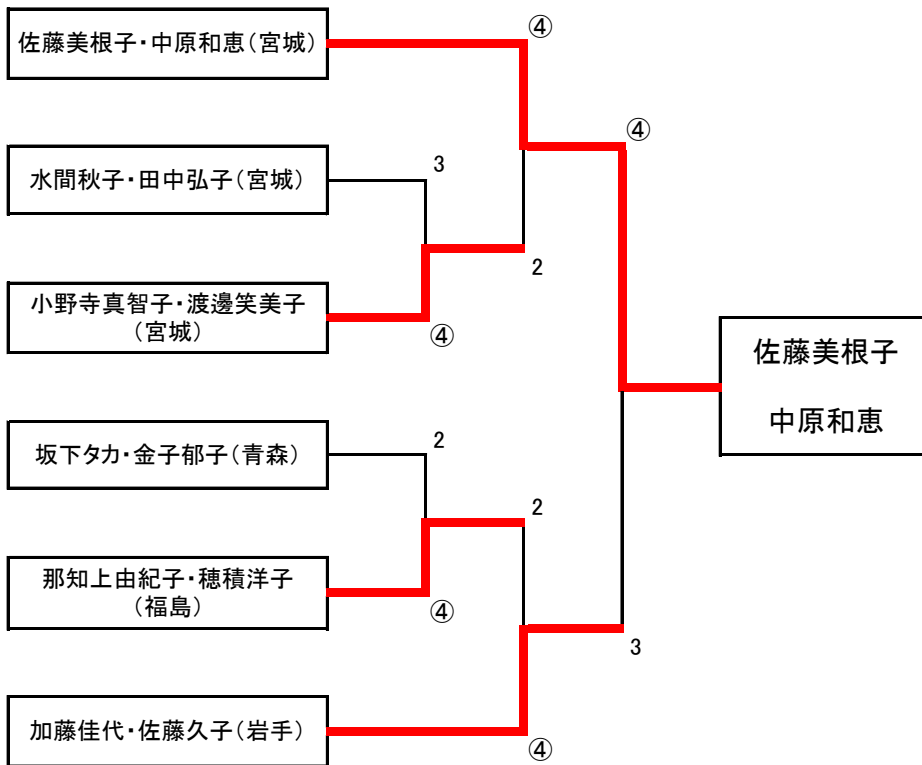 佐藤美根子・中原和恵(宮城)
④
水間秋子・田中弘子(宮城)
3
④
小野寺真智子・渡邊笑美子
(宮城)
④
2
坂下タカ・金子郁子(青森)
2
佐藤美根子
中原和恵
那知上由紀子・穂積洋子
(福島)
④
2
加藤佳代・佐藤久子(岩手)
④
3